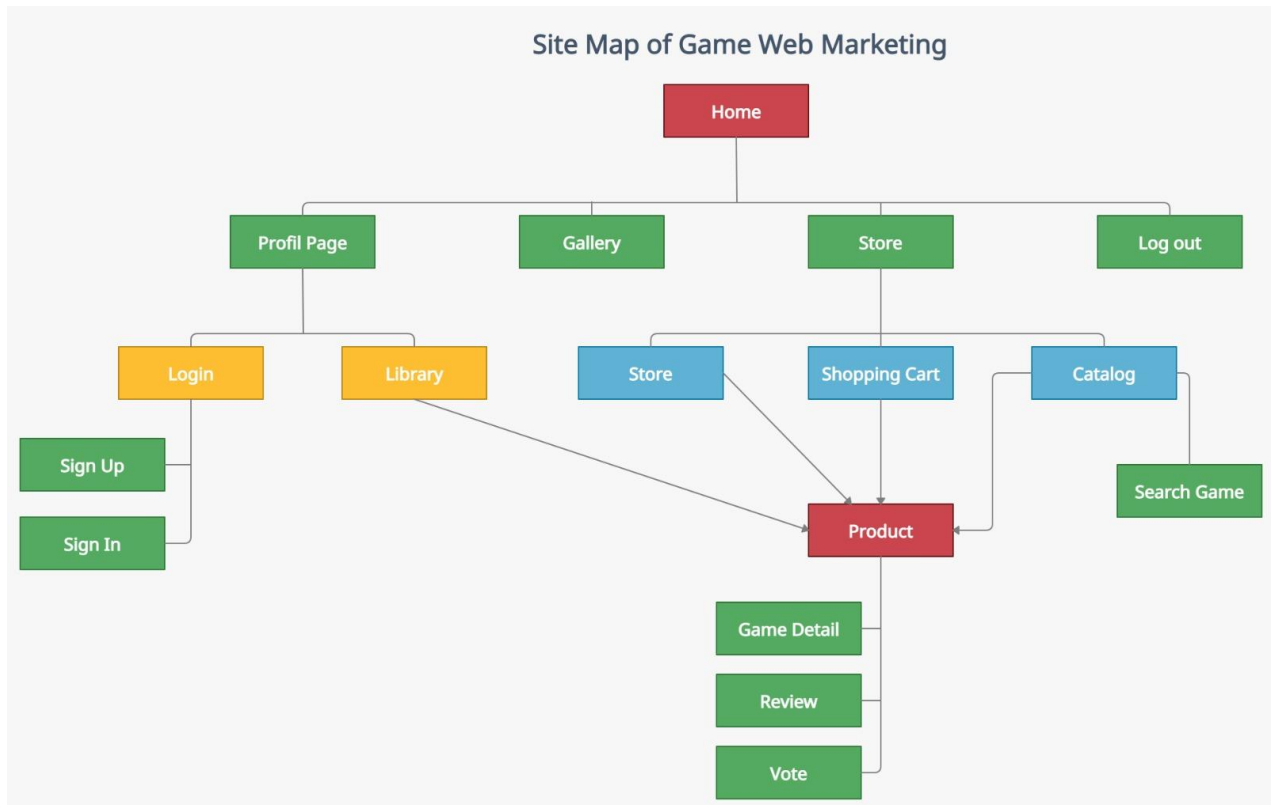 Site Map of Game Web Marketing
Home
Profil Page
Gallery
Store
Log out
Login
Library
Store
Shopping Cart
Catalog
Sign Up
Search Game
Sign In
Product
Game Detail
Review
Vote